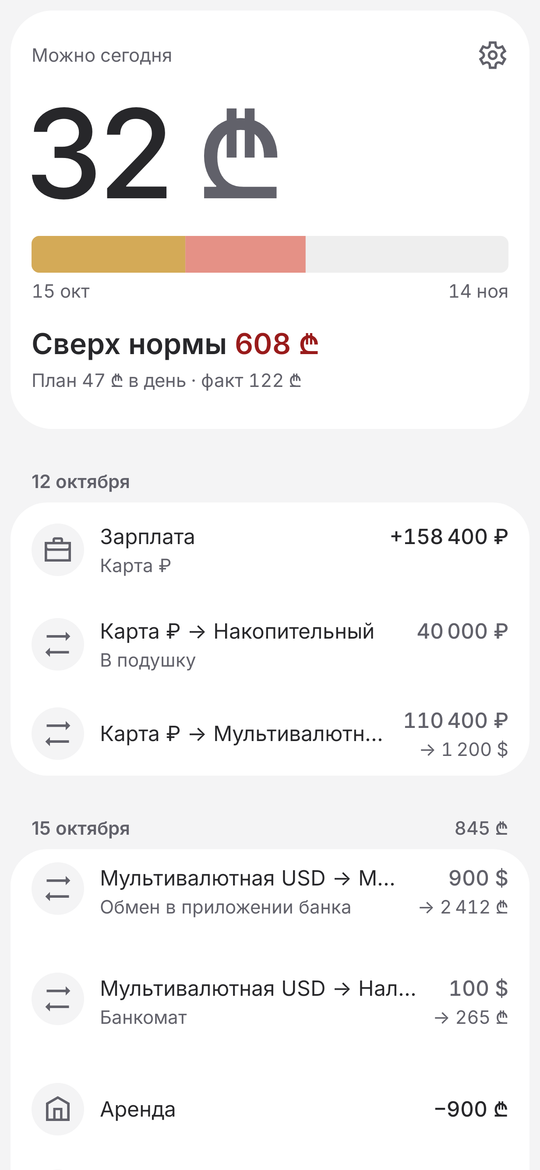 Можно сегодня
32 ₾
15 окт
14 ноя
Сверх нормы 608 ₾
План 47 ₾ в день · факт 122 ₾
12 октября
Зарплата
+158 400 ₽
Карта ₽
Карта ₽ → Накопительный
40 000 ₽
В подушку
Карта ₽ → Мультивалютн...
110 400 ₽
→ 1 200 $
15 октября
845 ₾
Мультивалютная USD → М...
900 $
Обмен в приложении банка
→ 2 412 ₾
Мультивалютная USD → Нал...
100 $
Банкомат
→ 265 ₾
Аренда
−900 ₾